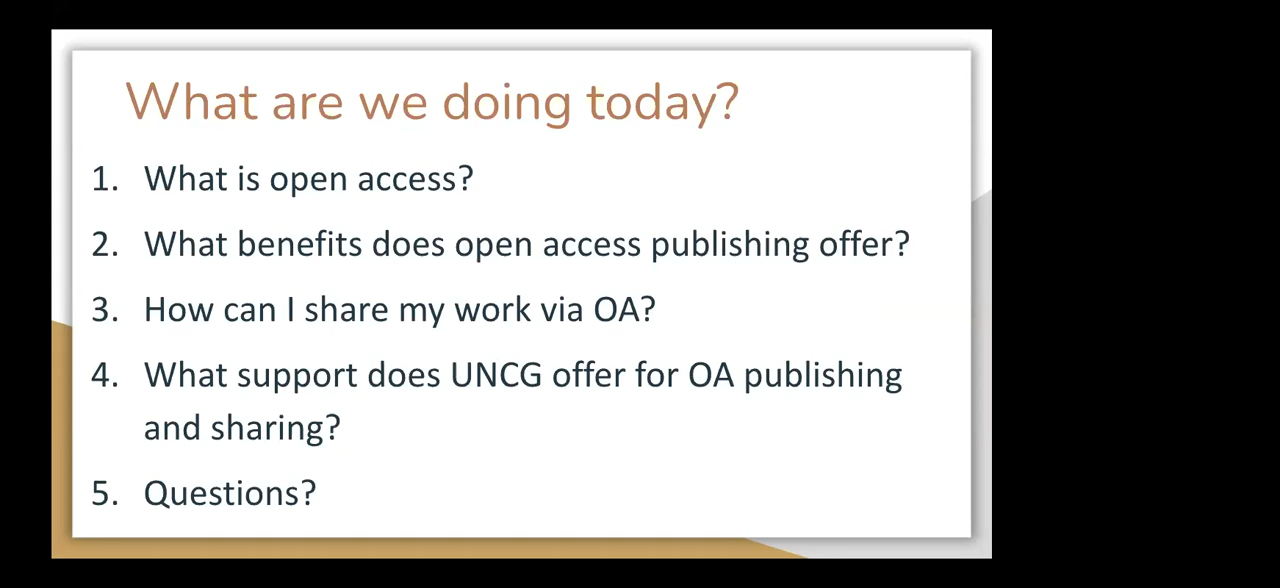 What are we doing today?
1. What is open access?
2. What benefits does open access publishing offer?
3. How can I share my work via OA?
4. What support does UNCG offer for OA publishing
and sharing?
5. Questions?